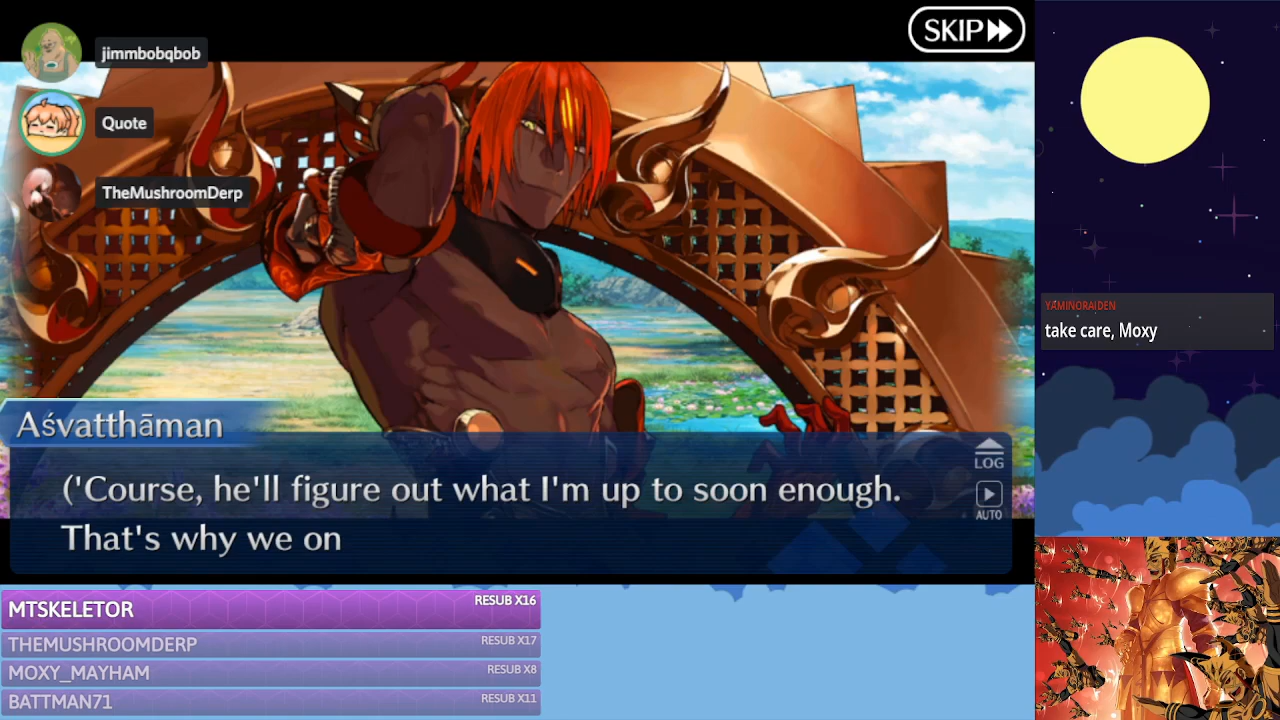 SKIP
jimmbobqbob
Quote
TheMushroomDerp
YAMINORAIDEN
take care, Moxy
Aśvatthāman
('Course, he'll figure out what I'm up to soon enough.
That's why we on
LOG
AUTO
MTSKELETOR RESUB X16
THEMUSHROOMDERP RESUB X17
MOXY_MAYHAM RESUB X8
BATTMAN71 RESUB X11